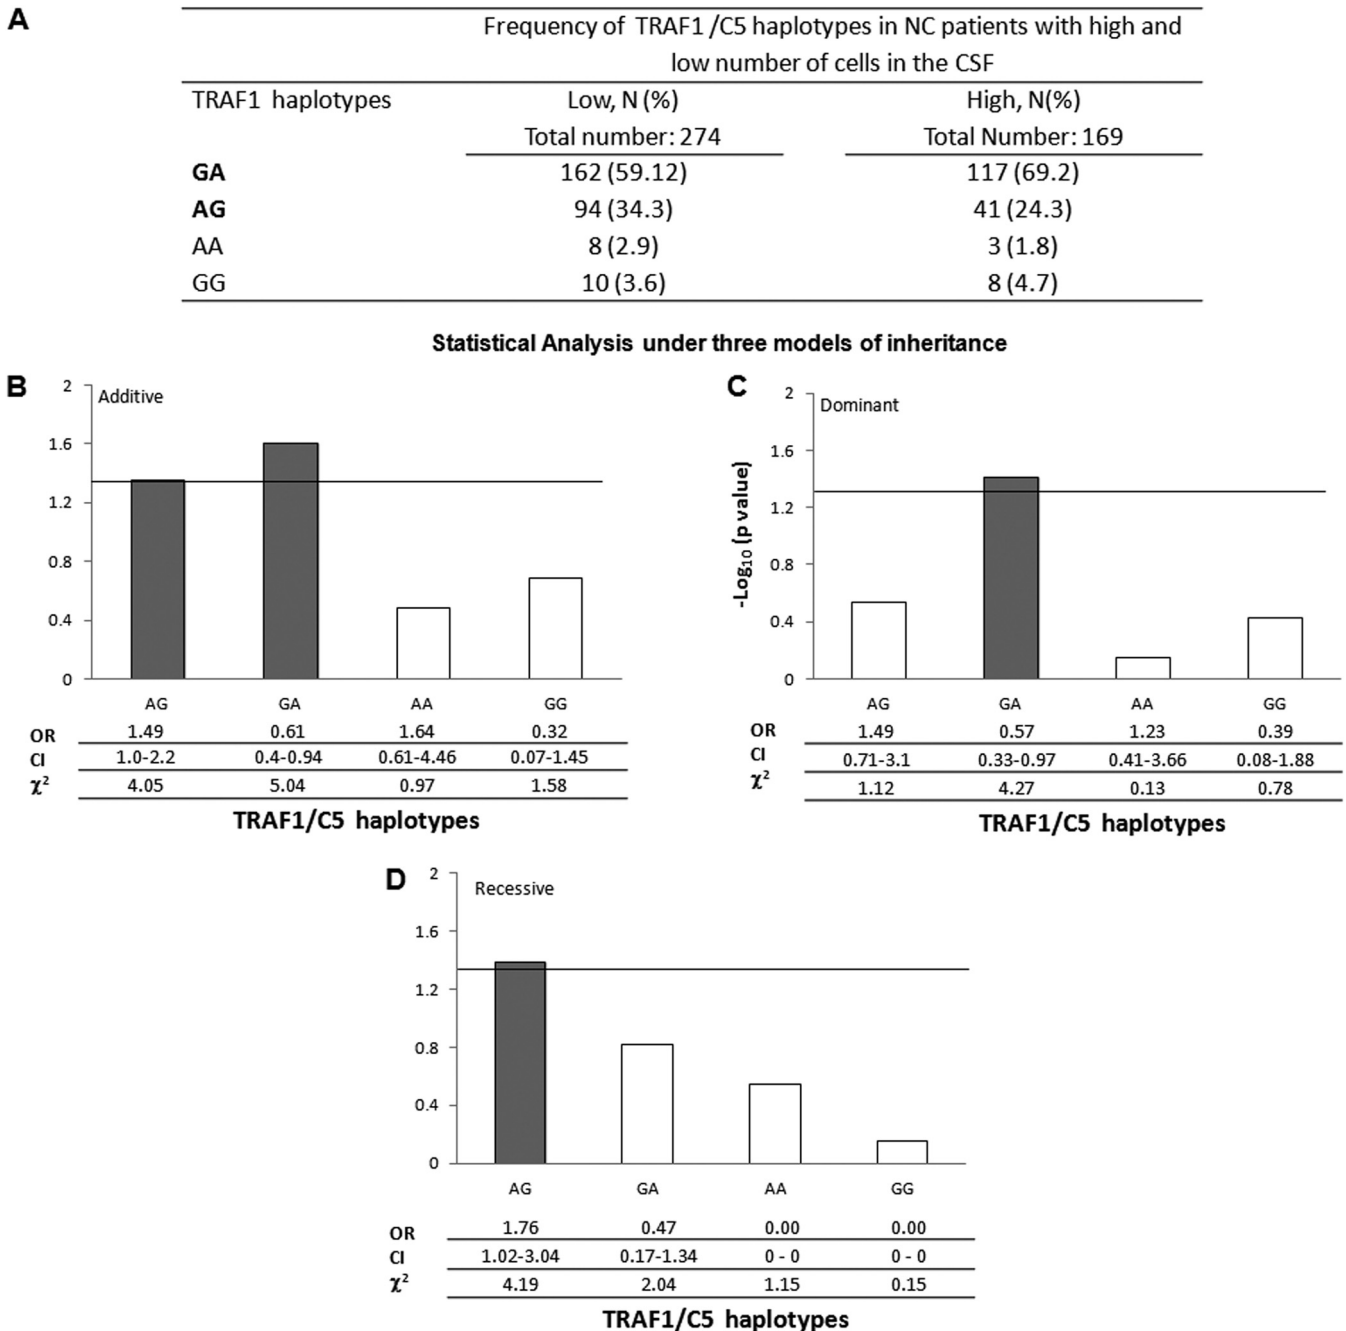 A
Frequency of TRAF1 /C5 haplotypes in NC patients with high and
low number of cells in the CSF
TRAF1 haplotypes Low, N (%) High, N(%)
Total number: 274 Total Number: 169
GA 162 (59.12) 117 (69.2)
AG 94 (34.3) 41 (24.3)
AA 8 (2.9) 3 (1.8)
GG 10 (3.6) 8 (4.7)
Statistical Analysis under three models of inheritance
B
Additive
2
1.6
1.2
0.8
0.4
0
AG GA AA GG
OR 1.49 0.61 1.64 0.32
CI 1.0-2.2 0.4-0.94 0.61-4.46 0.07-1.45
χ² 4.05 5.04 0.97 1.58
TRAF1/C5 haplotypes
C
Dominant
-Log₁₀ (p value)
2
1.6
1.2
0.8
0.4
0
AG GA AA GG
OR 1.49 0.57 1.23 0.39
CI 0.71-3.1 0.33-0.97 0.41-3.66 0.08-1.88
χ² 1.12 4.27 0.13 0.78
TRAF1/C5 haplotypes
D
Recessive
2
1.6
1.2
0.8
0.4
0
AG GA AA GG
OR 1.76 0.47 0.00 0.00
CI 1.02-3.04 0.17-1.34 0 - 0 0 - 0
χ² 4.19 2.04 1.15 0.15
TRAF1/C5 haplotypes